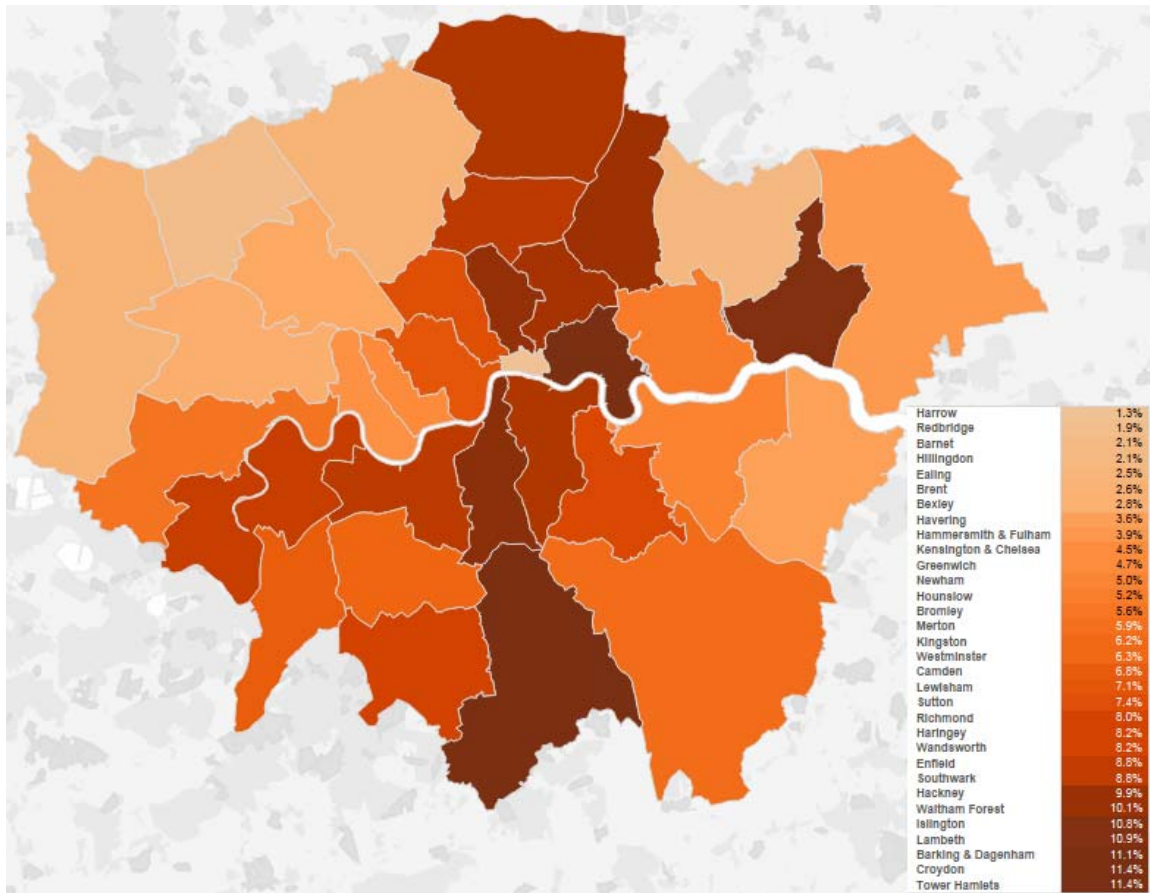 Harrow 1.3%
Redbridge 1.9%
Barnet 2.1%
Hillingdon 2.1%
Ealing 2.5%
Brent 2.6%
Bexley 2.8%
Havering 3.6%
Hammersmith & Fulham 3.9%
Kensington & Chelsea 4.5%
Greenwich 4.7%
Newham 5.0%
Hounslow 5.2%
Bromley 5.6%
Merton 5.9%
Kingston 6.2%
Westminster 6.3%
Camden 6.8%
Lewisham 7.1%
Sutton 7.4%
Richmond 8.0%
Haringey 8.2%
Wandsworth 8.2%
Enfield 8.8%
Southwark 8.8%
Hackney 9.9%
Waltham Forest 10.1%
Islington 10.8%
Lambeth 10.9%
Barking & Dagenham 11.1%
Croydon 11.4%
Tower Hamlets 11.4%